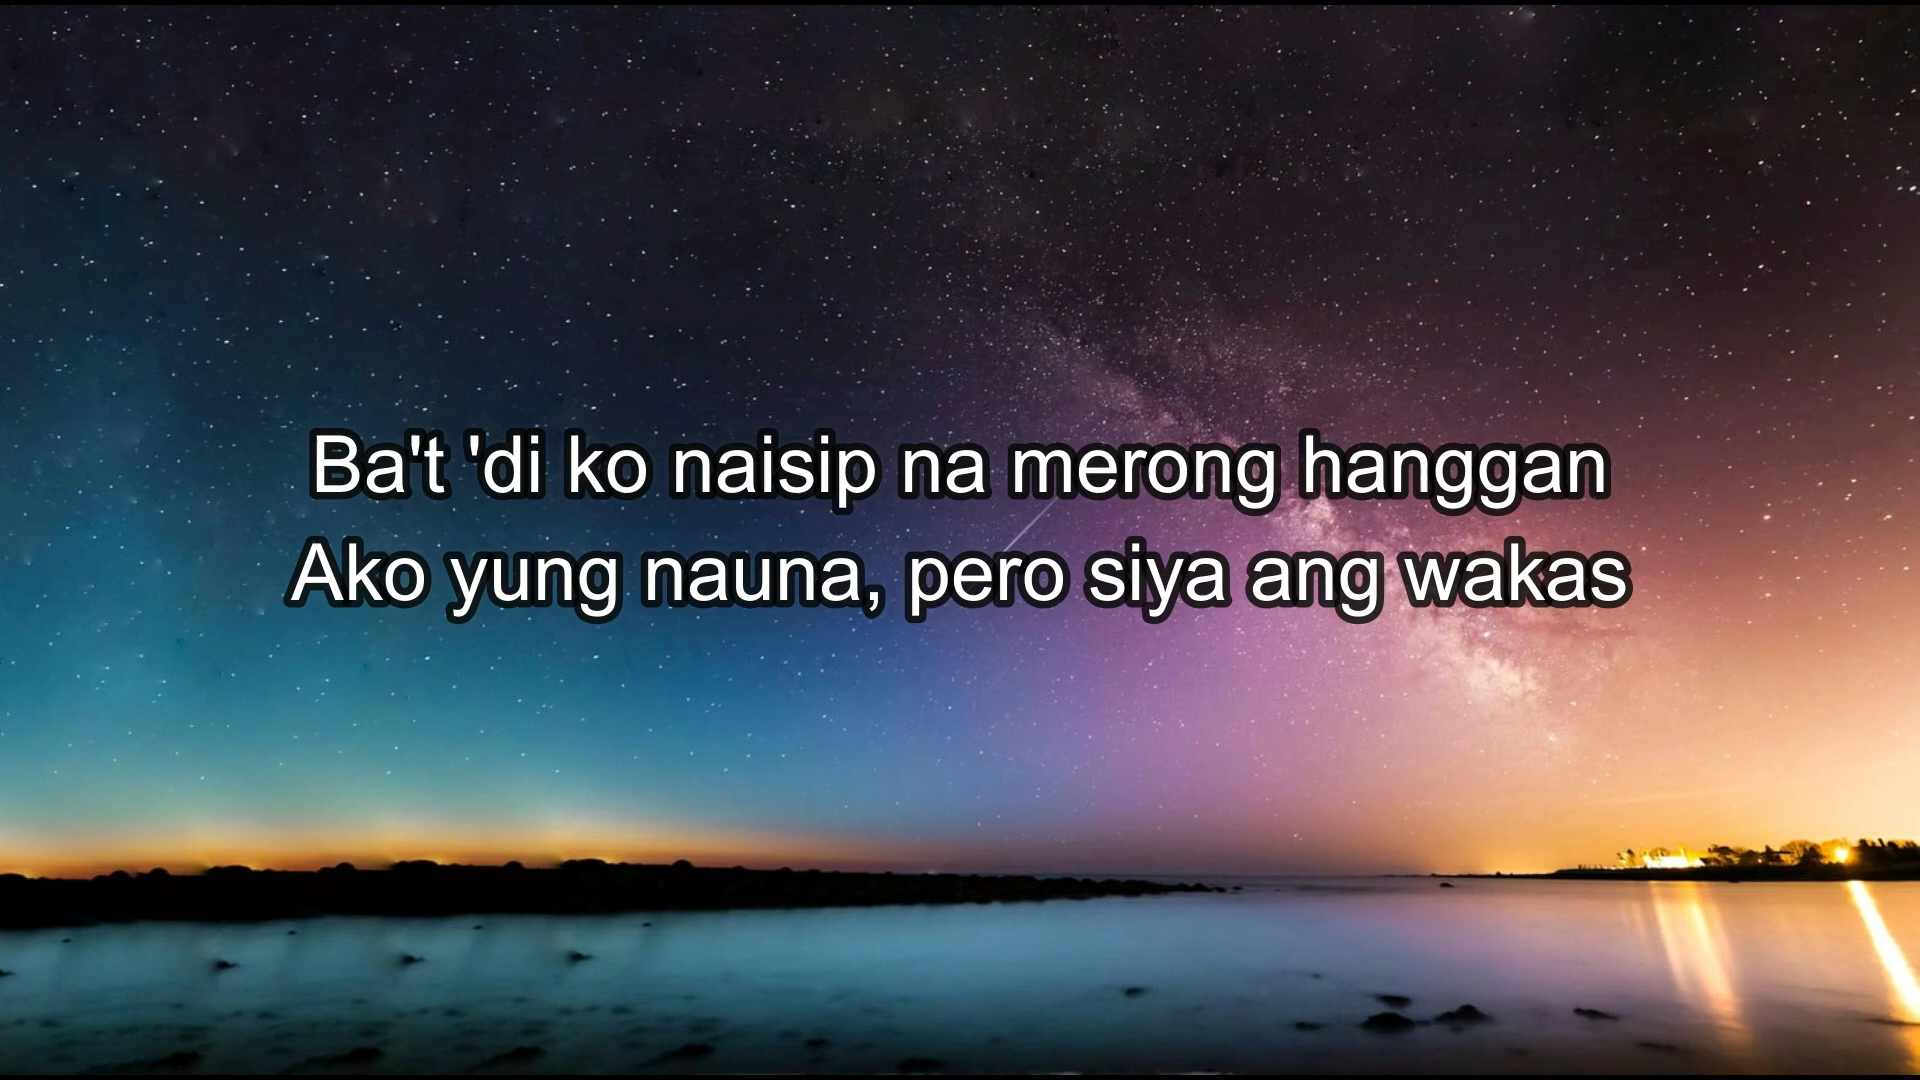 Ba't 'di ko naisip na merong hanggan
Ako yung nauna, pero siya ang wakas